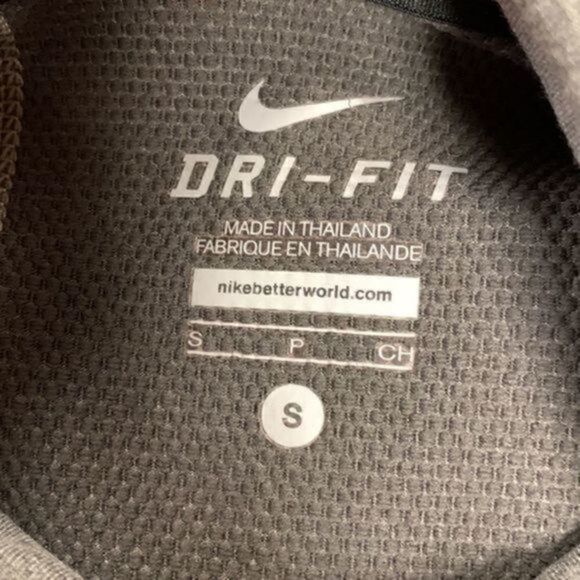 DRI-FIT
MADE IN THAILAND
FABRIQUE EN THAILANDE
nikebetterworld.com
S P CH
S